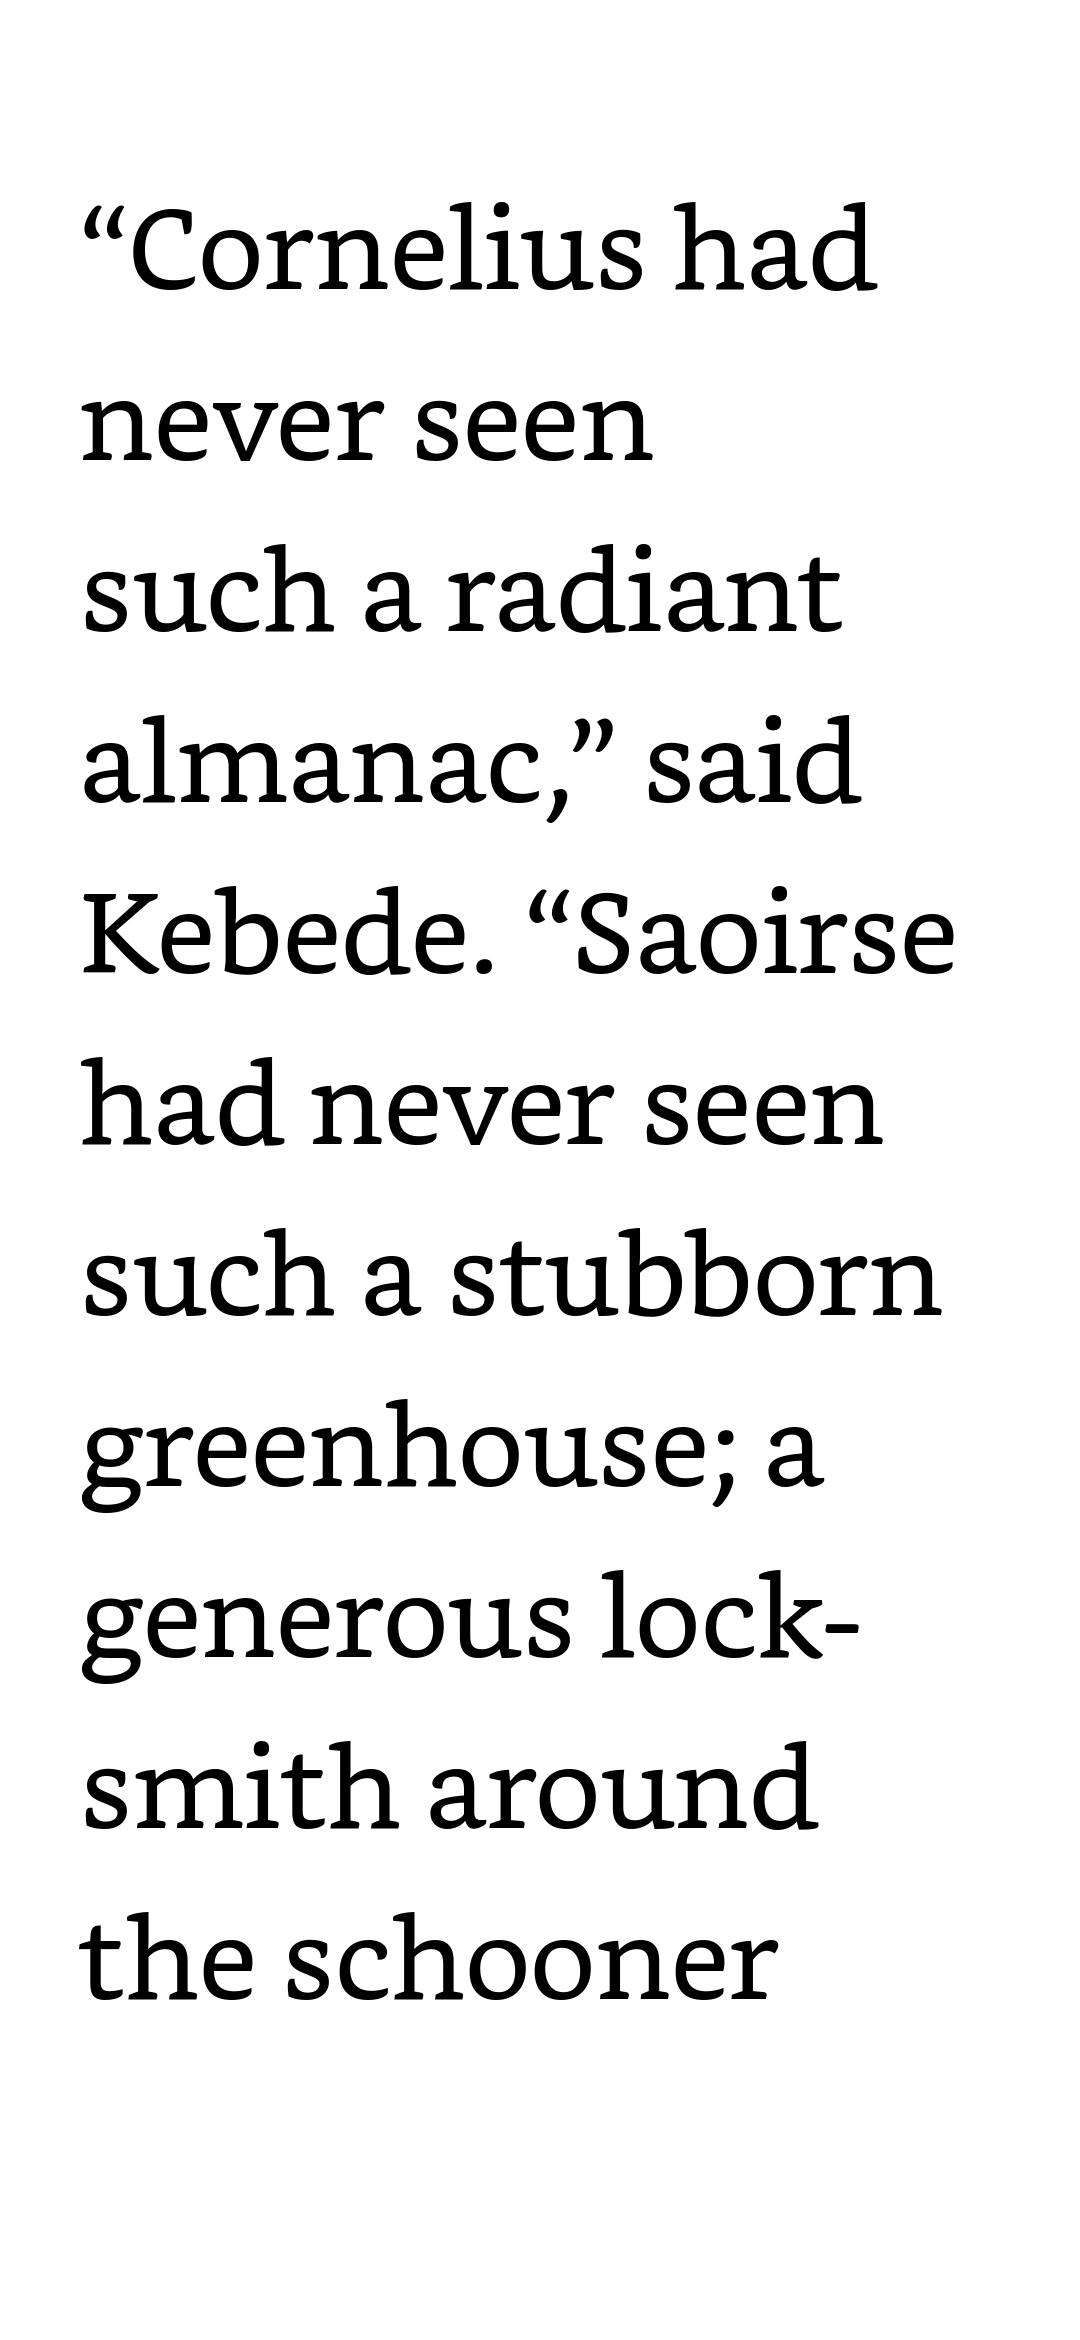 “Cornelius had
never seen
such a radiant
almanac,” said
Kebede. “Saoirse
had never seen
such a stubborn
greenhouse; a
generous lock-
smith around
the schooner